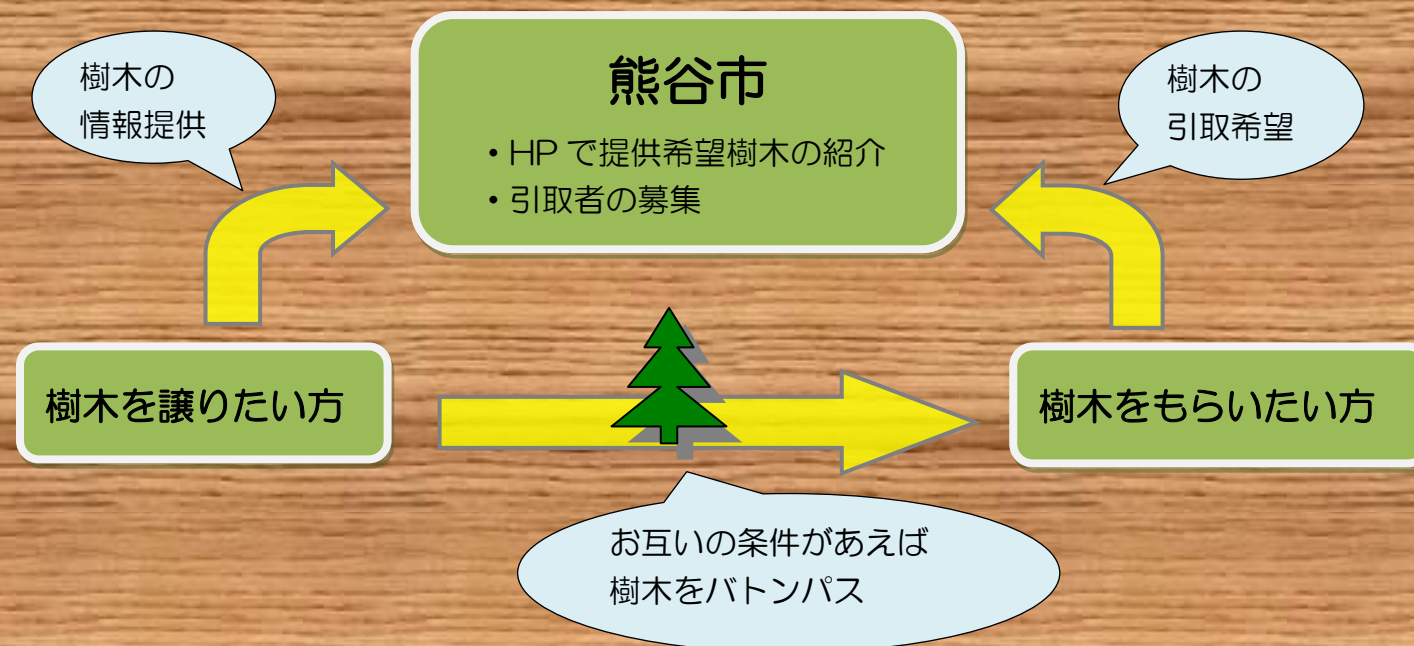 熊谷市
・HP で提供希望樹木の紹介
・引取者の募集
樹木の
情報提供
樹木の
引取希望
樹木を譲りたい方
樹木をもらいたい方
お互いの条件があえば
樹木をバトンパス